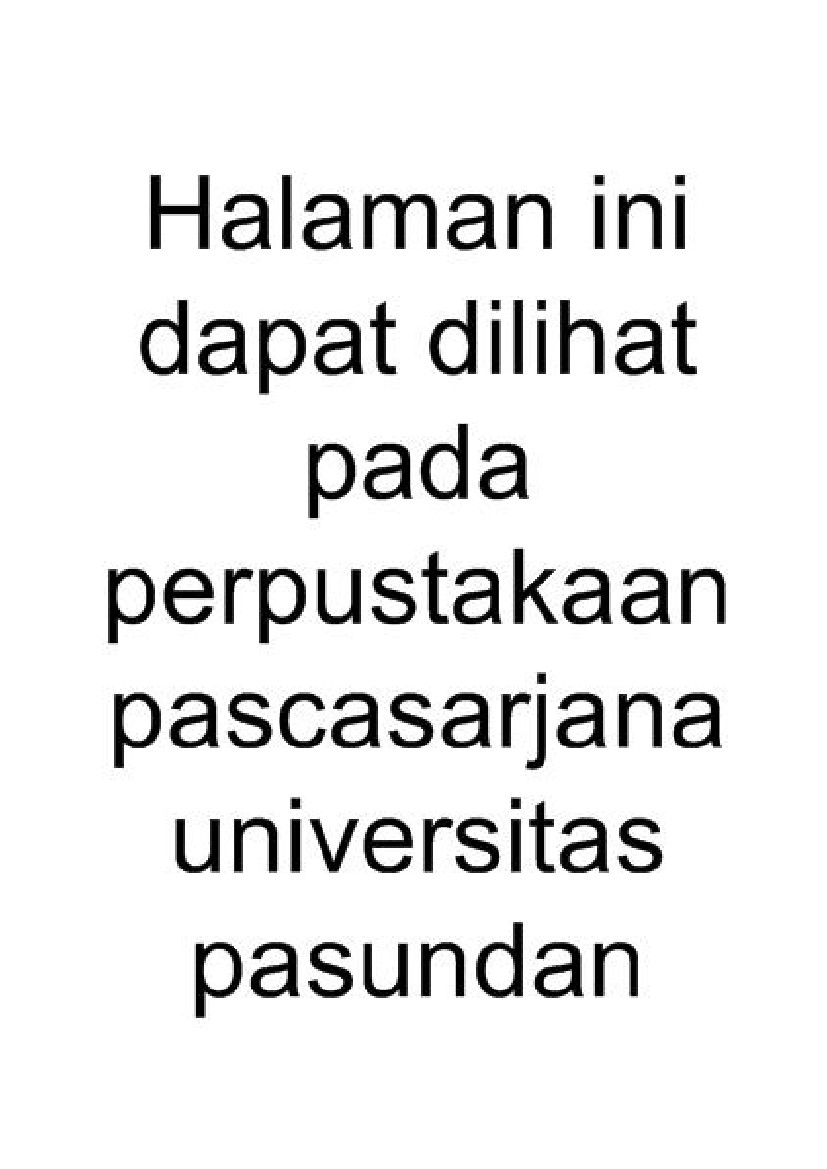 Halaman ini
dapat dilihat
pada
perpustakaan
pascasarjana
universitas
pasundan